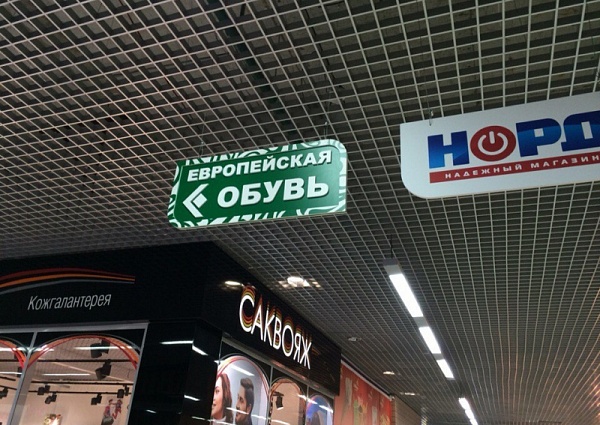 ЕВРОПЕЙСКАЯ
ОБУВЬ
НОРД
НАДЕЖНЫЙ МАГАЗИН
Кожгалантерея
САКВОЯЖ